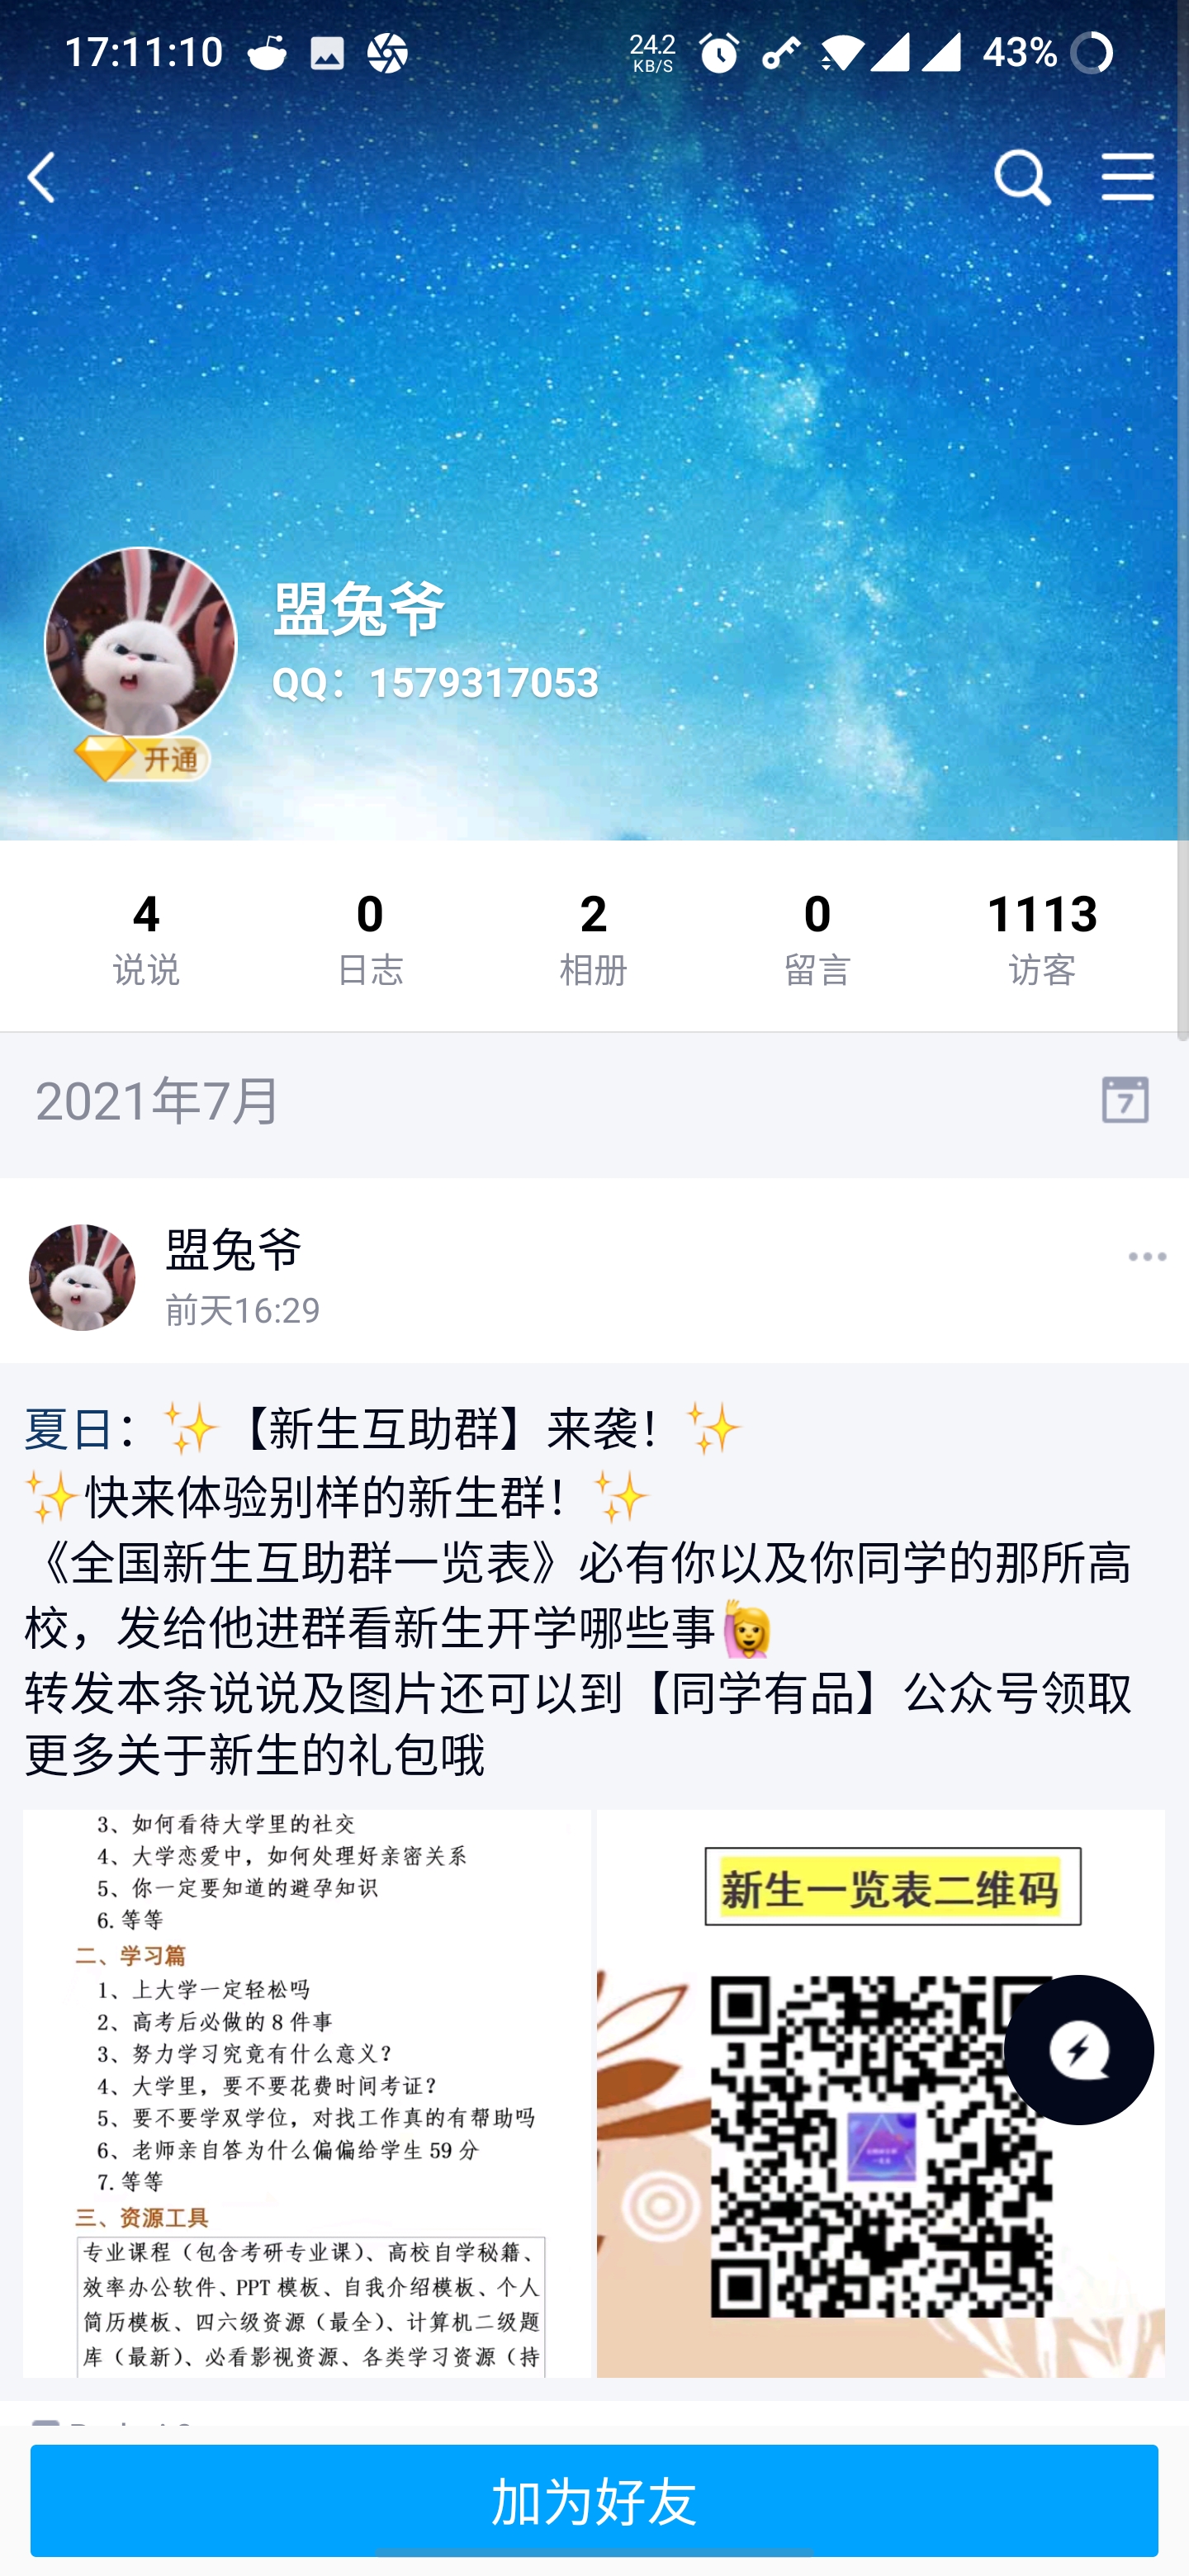 17:11:10
24.2
KB/S
43%
盟兔爷
QQ：1579317053
开通
4
0
2
0
1113
说说
日志
相册
留言
访客
2021年7月
7
盟兔爷
前天16:29
夏日：✨【新生互助群】来袭！✨
✨快来体验别样的新生群！✨
《全国新生互助群一览表》必有你以及你同学的那所高
校，发给他进群看新生开学哪些事🙋
转发本条说说及图片还可以到【同学有品】公众号领取
更多关于新生的礼包哦
3、如何看待大学里的社交
4、大学恋爱中，如何处理好亲密关系
5、你一定要知道的避孕知识
6.等等
二、学习篇
1、上大学一定轻松吗
2、高考后必做的 8 件事
3、努力学习究竟有什么意义？
4、大学里，要不要花费时间考证？
5、要不要学双学位，对找工作真的有帮助吗
6、老师亲自答为什么偏偏给学生 59 分
7.等等
三、资源工具
专业课程（包含考研专业课）、高校自学秘籍、
效率办公软件、PPT 模板、自我介绍模板、个人
简历模板、四六级资源（最全）、计算机二级题
库（最新）、必看影视资源、各类学习资源（持
新生一览表二维码
加为好友